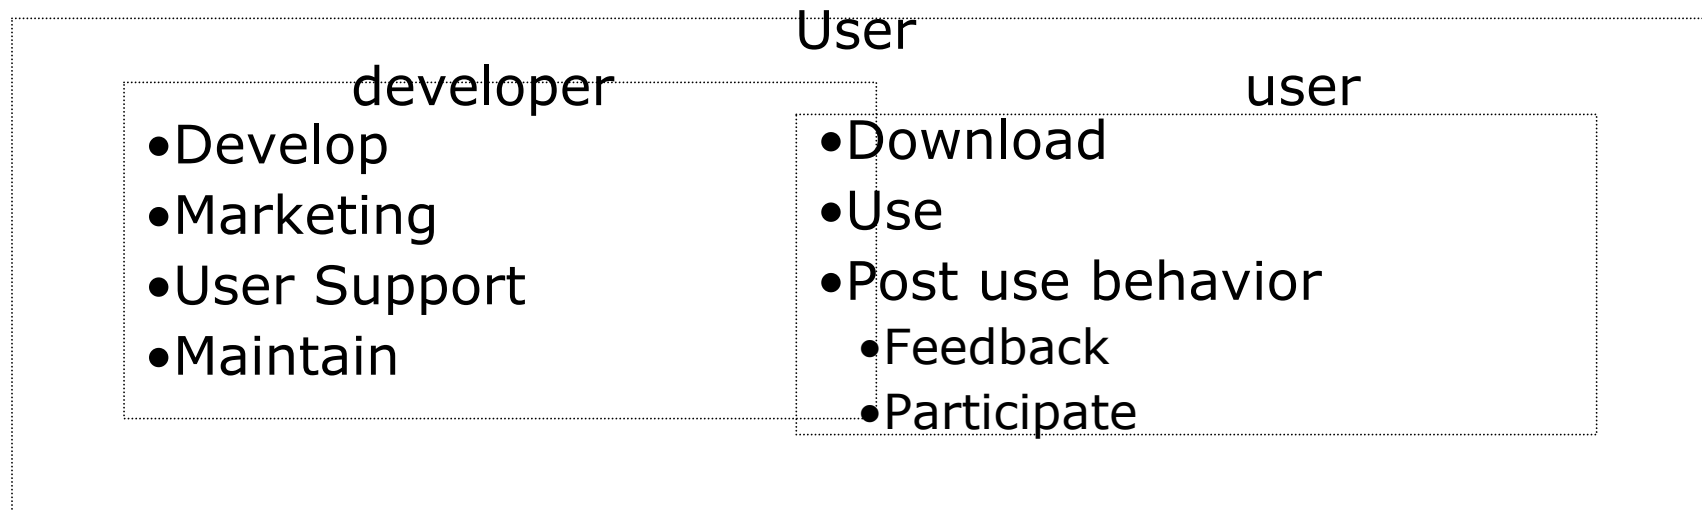 User
developer
•Develop
•Marketing
•User Support
•Maintain
user
•Download
•Use
•Post use behavior
•Feedback
•Participate